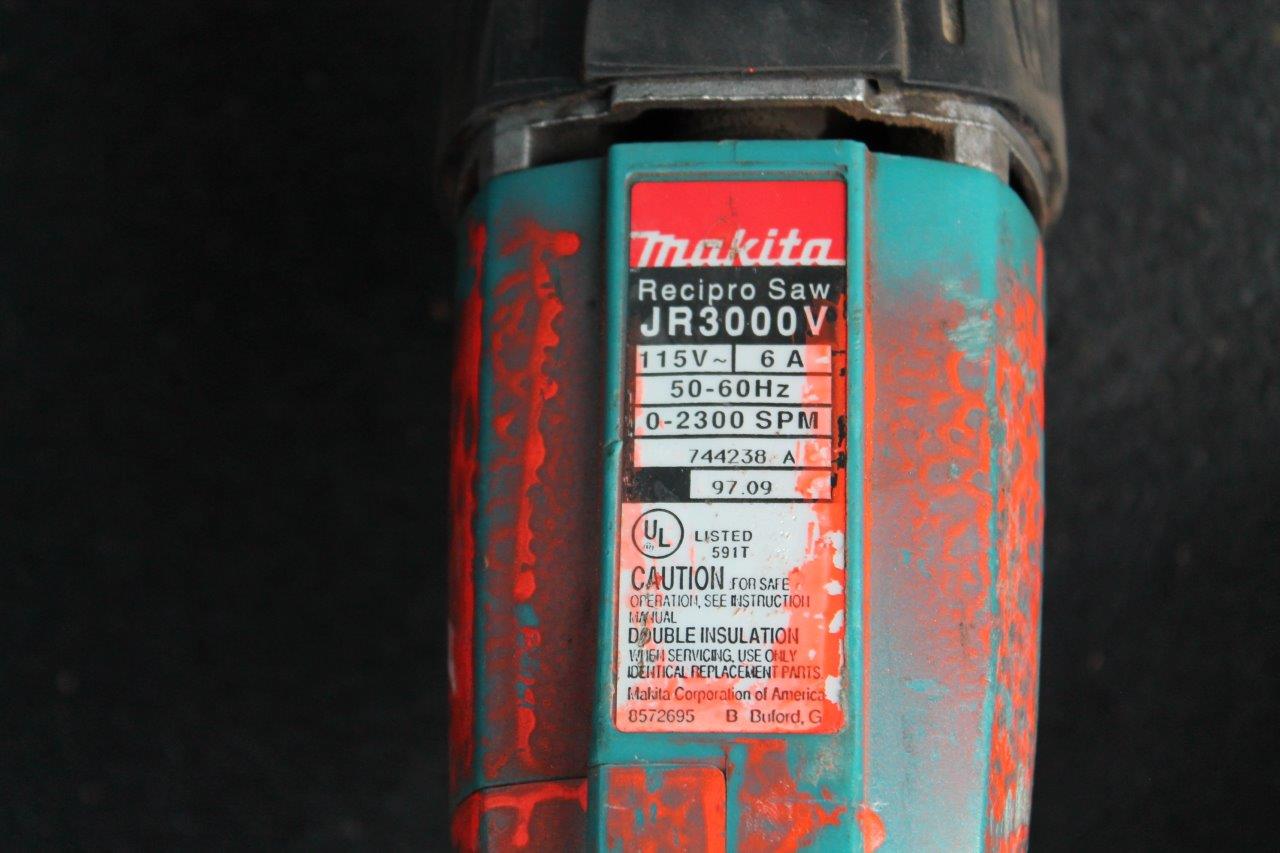 makita
Recipro Saw
JR3000V
115V~ 6 A
50-60Hz
0-2300 SPM
744238 A
97.09
UL LISTED
591T
CAUTION FOR SAFE
OPERATION, SEE INSTRUCTION
MANUAL
DOUBLE INSULATION
WHEN SERVICING, USE ONLY
IDENTICAL REPLACEMENT PARTS.
Makita Corporation of America
8572695 B Buford, G